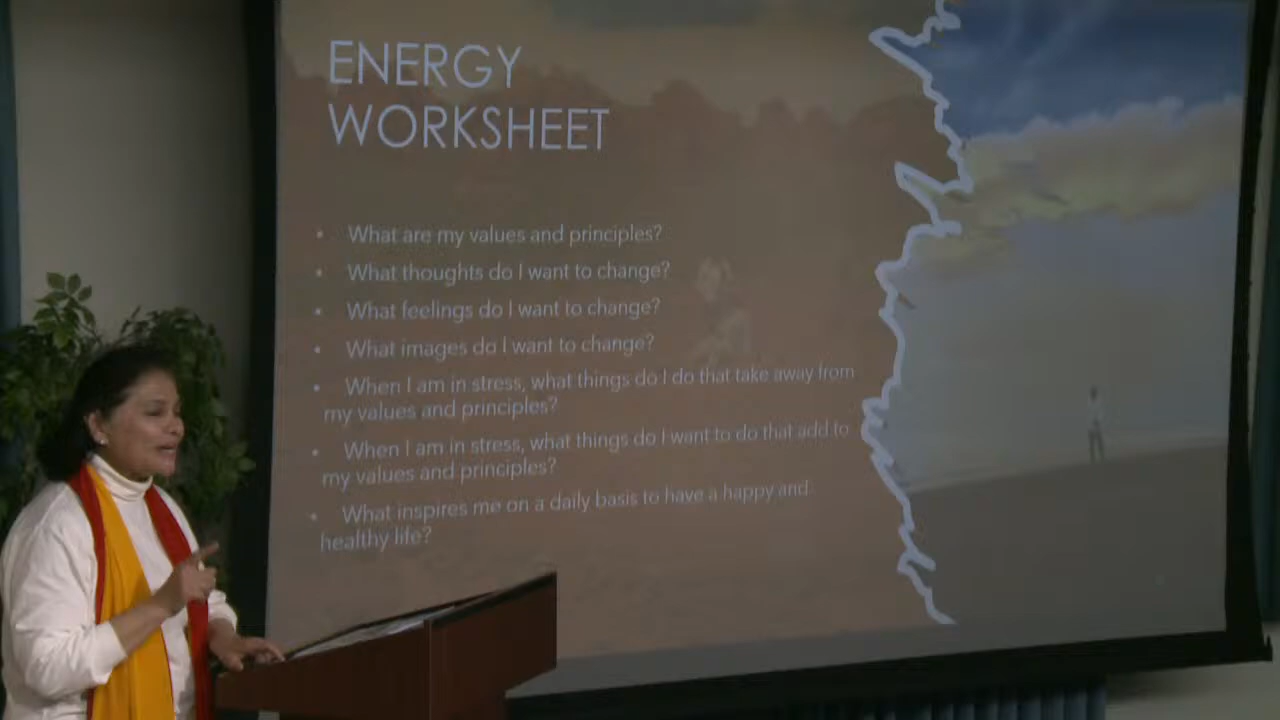 ENERGY
WORKSHEET
• What are my values and principles?
• What thoughts do I want to change?
• What feelings do I want to change?
• What images do I want to change?
• When I am in stress, what things do I do that take away from
my values and principles?
• When I am in stress, what things do I want to do that add to
my values and principles?
• What inspires me on a daily basis to have a happy and
healthy life?